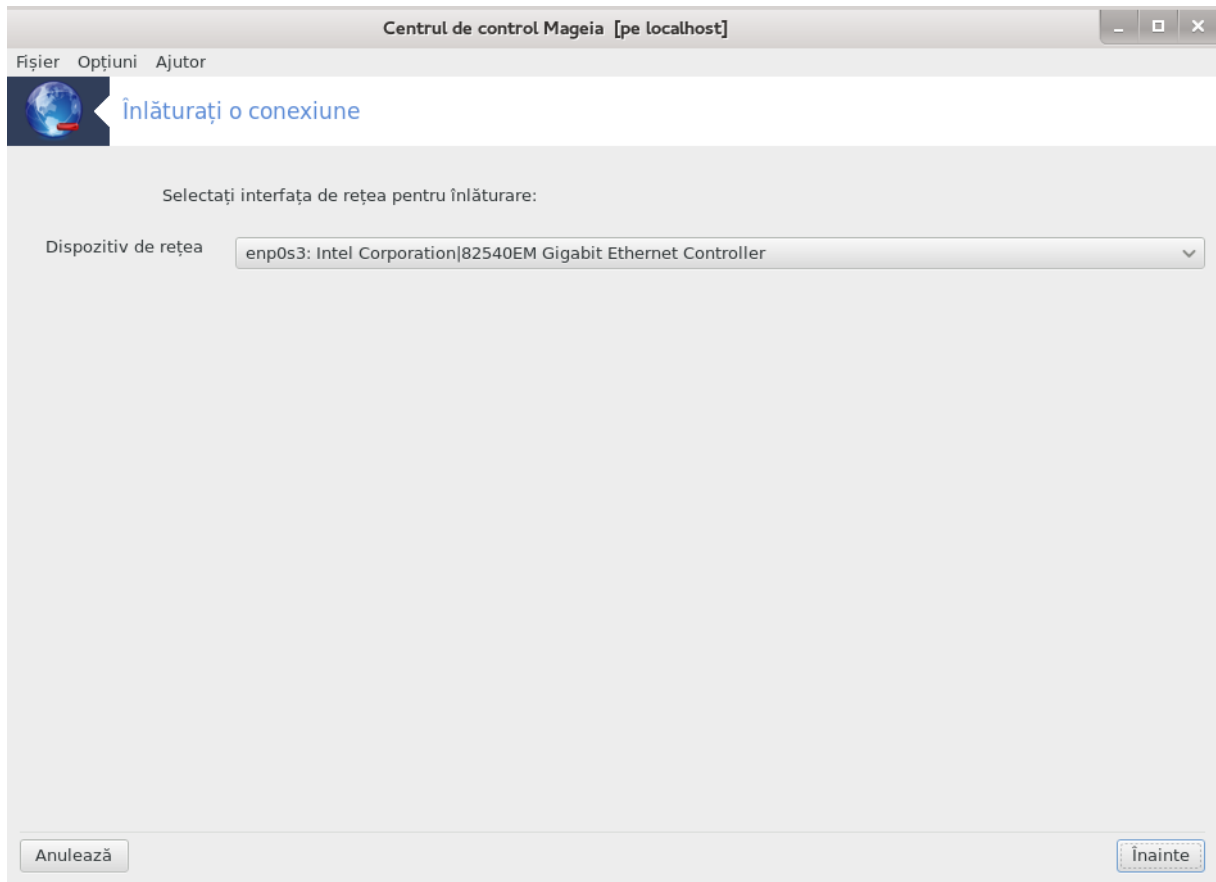 Centrul de control Mageia [pe localhost]
Fișier Opțiuni Ajutor
Înlăturați o conexiune
Selectați interfața de rețea pentru înlăturare:
Dispozitiv de rețea enp0s3: Intel Corporation|82540EM Gigabit Ethernet Controller
Anulează Înainte